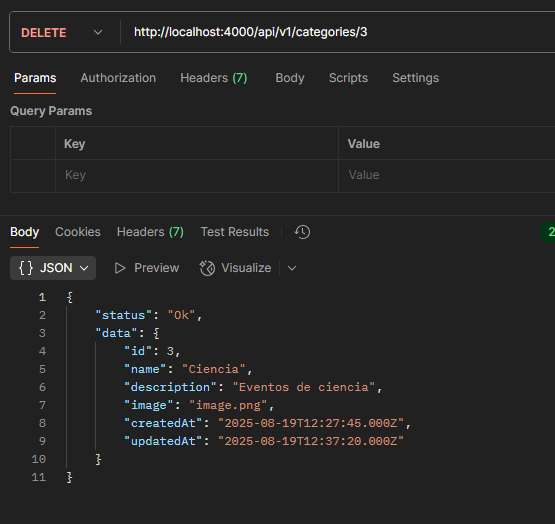 DELETE http://localhost:4000/api/v1/categories/3
Params Authorization Headers (7) Body Scripts Settings
Query Params
Key Value
Key Value
Body Cookies Headers (7) Test Results 2
{} JSON Preview Visualize
1 {
2 "status": "Ok",
3 "data": {
4 "id": 3,
5 "name": "Ciencia",
6 "description": "Eventos de ciencia",
7 "image": "image.png",
8 "createdAt": "2025-08-19T12:27:45.000Z",
9 "updatedAt": "2025-08-19T12:37:20.000Z"
10 }
11 }